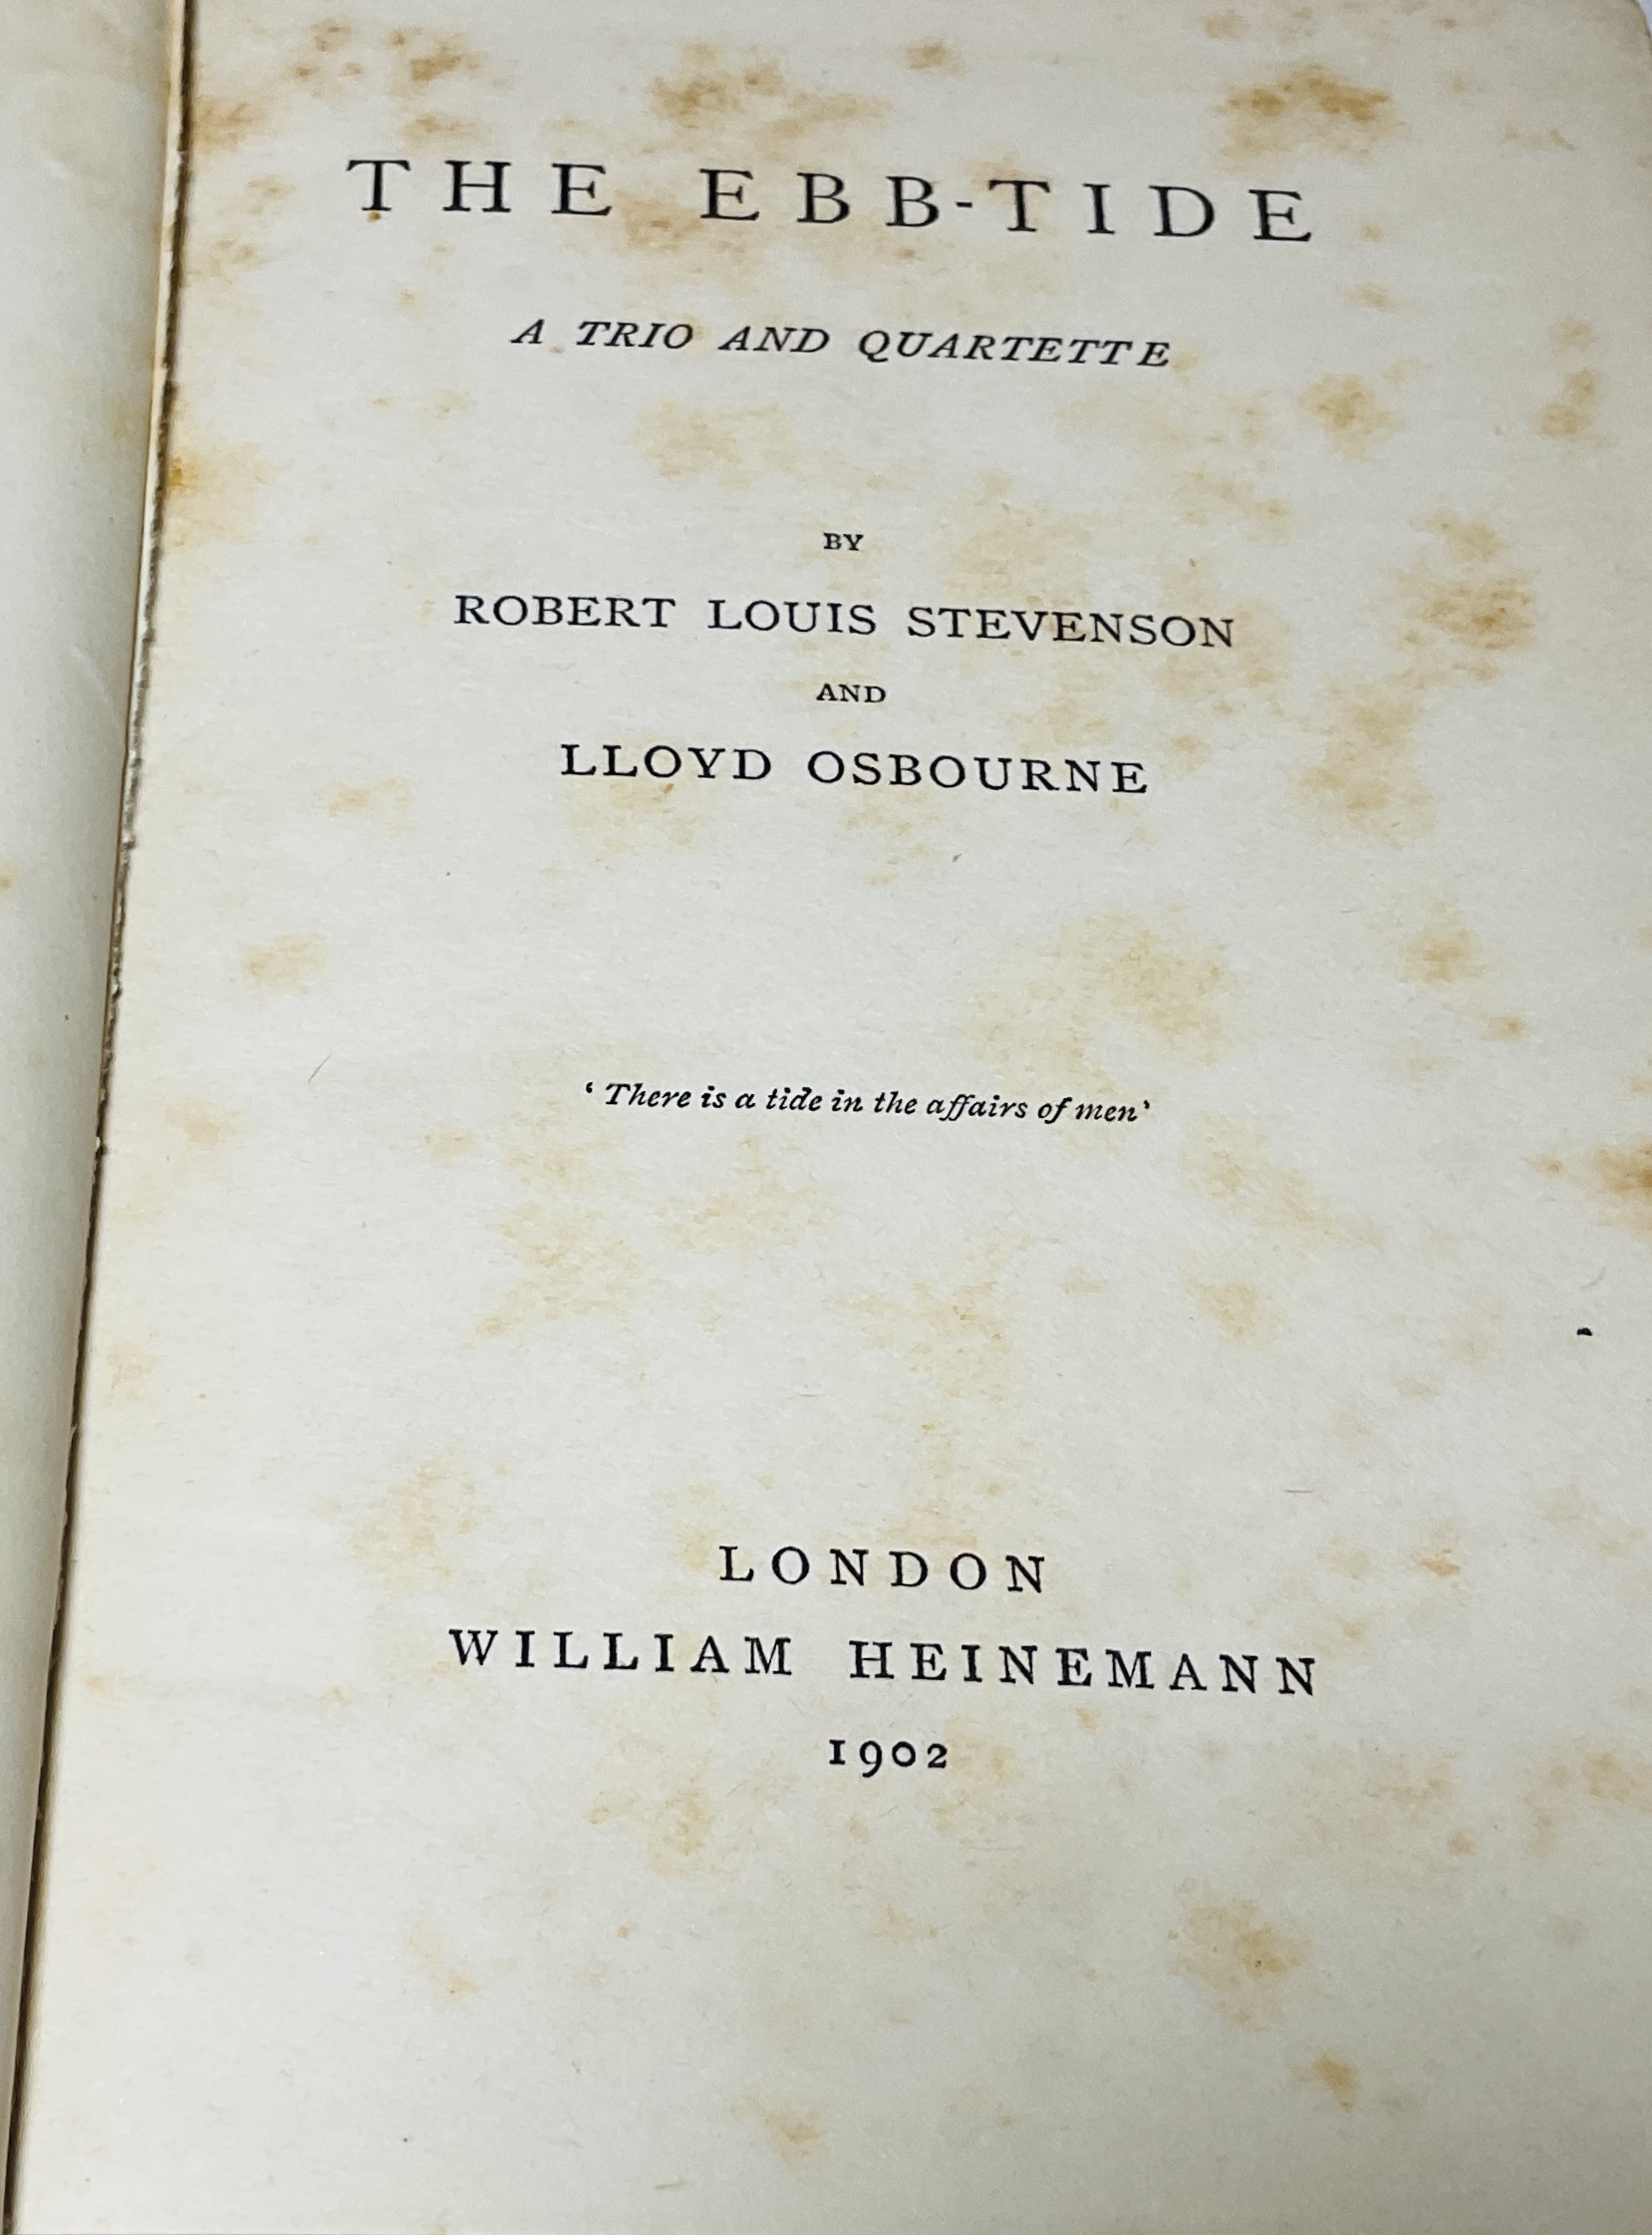 THE EBB-TIDE
A TRIO AND QUARTETTE
BY
ROBERT LOUIS STEVENSON
AND
LLOYD OSBOURNE
‘There is a tide in the affairs of men’
LONDON
WILLIAM HEINEMANN
1902